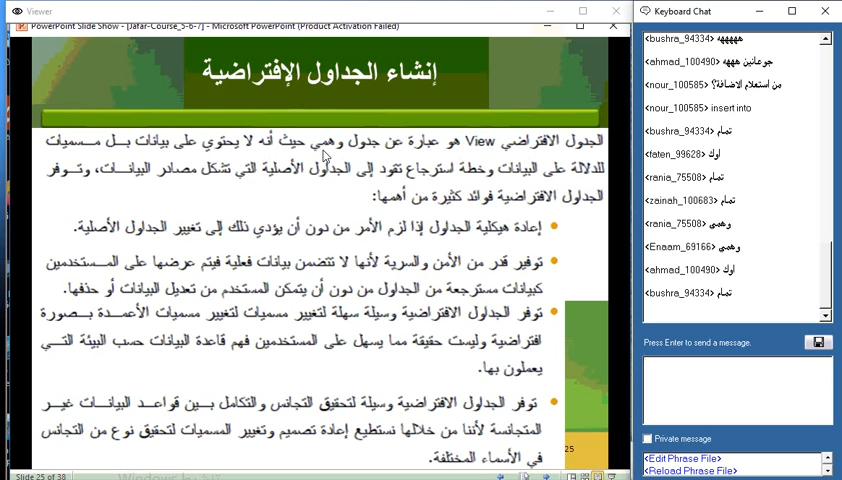 Viewer
PowerPoint Slide Show - [Jafar-Course_5-6-7] - Microsoft PowerPoint (Product Activation Failed)
إنشاء الجداول الإفتراضية
الجدول الافتراضي View هو عبارة عن جدول وهمي حيث أنه لا يحتوي على بيانات بل مسميات
للدلالة على البيانات وخطة استرجاع تقود إلى الجداول الأصلية التي تشكل مصادر البيانات، وتوفر
الجداول الافتراضية فوائد كثيرة من أهمها:
إعادة هيكلية الجداول إذا لزم الأمر من دون أن يؤدي ذلك إلى تغيير الجداول الأصلية.
توفير قدر من الأمن والسرية لأنها لا تتضمن بيانات فعلية فيتم عرضها على المستخدمين
كبيانات مسترجعة من الجداول من دون أن يتمكن المستخدم من تعديل البيانات أو حذفها.
توفر الجداول الافتراضية وسيلة سهلة لتغيير مسميات لتغيير مسميات الأعمدة بصورة
افتراضية وليست حقيقة مما يسهل على المستخدمين فهم قاعدة البيانات حسب البيئة التي
يعملون بها.
توفر الجداول الافتراضية وسيلة لتحقيق التجانس والتكامل بين قواعد البيانات غير
المتجانسة لأننا من خلالها نستطيع إعادة تصميم وتغيير المسميات لتحقيق نوع من التجانس
في الأسماء المختلفة.
25
Slide 25 of 38
Keyboard Chat
<bushra_94334> هههههه
<ahmad_100490> جوعانين هههه
<nour_100585> من استعلام الاضافة؟
<nour_100585> insert into
<bushra_94334> تمام
<faten_99628> اوك
<rania_75508> تمام
<zainah_100683> تمام
<rania_75508> وهمى
<Enaam_69166> وهمى
<ahmad_100490> اوك
<bushra_94334> تمام
Press Enter to send a message.
Private message
<Edit Phrase File>
<Reload Phrase File>